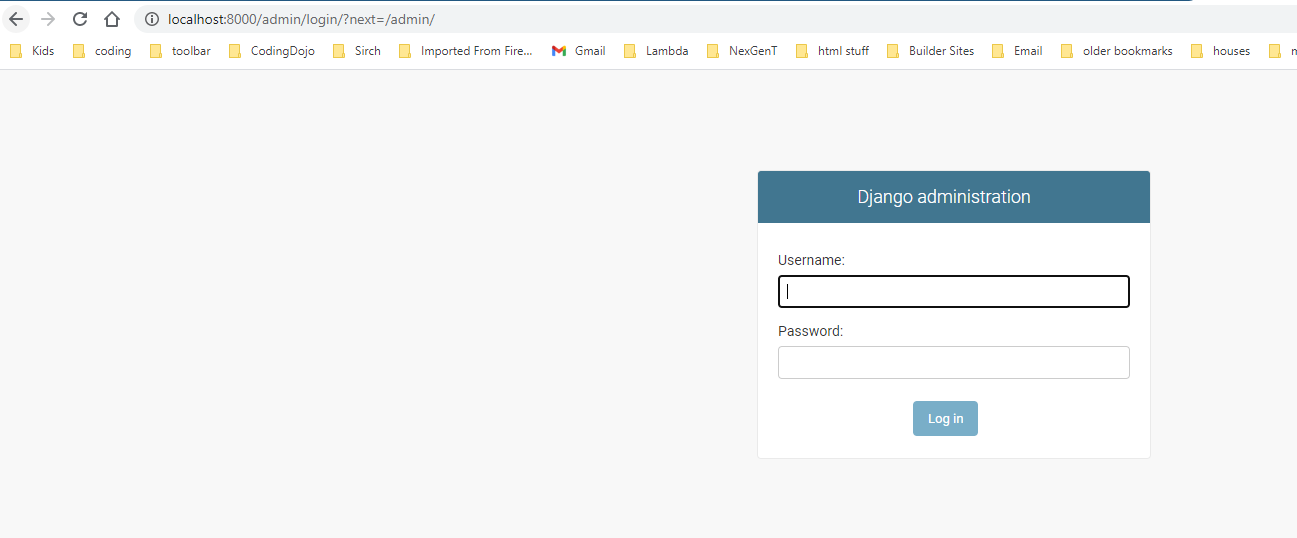 localhost:8000/admin/login/?next=/admin/
Kids coding toolbar CodingDojo Sirch Imported From Fire... Gmail Lambda NexGenT html stuff Builder Sites Email older bookmarks houses
Django administration
Username:
Password:
Log in